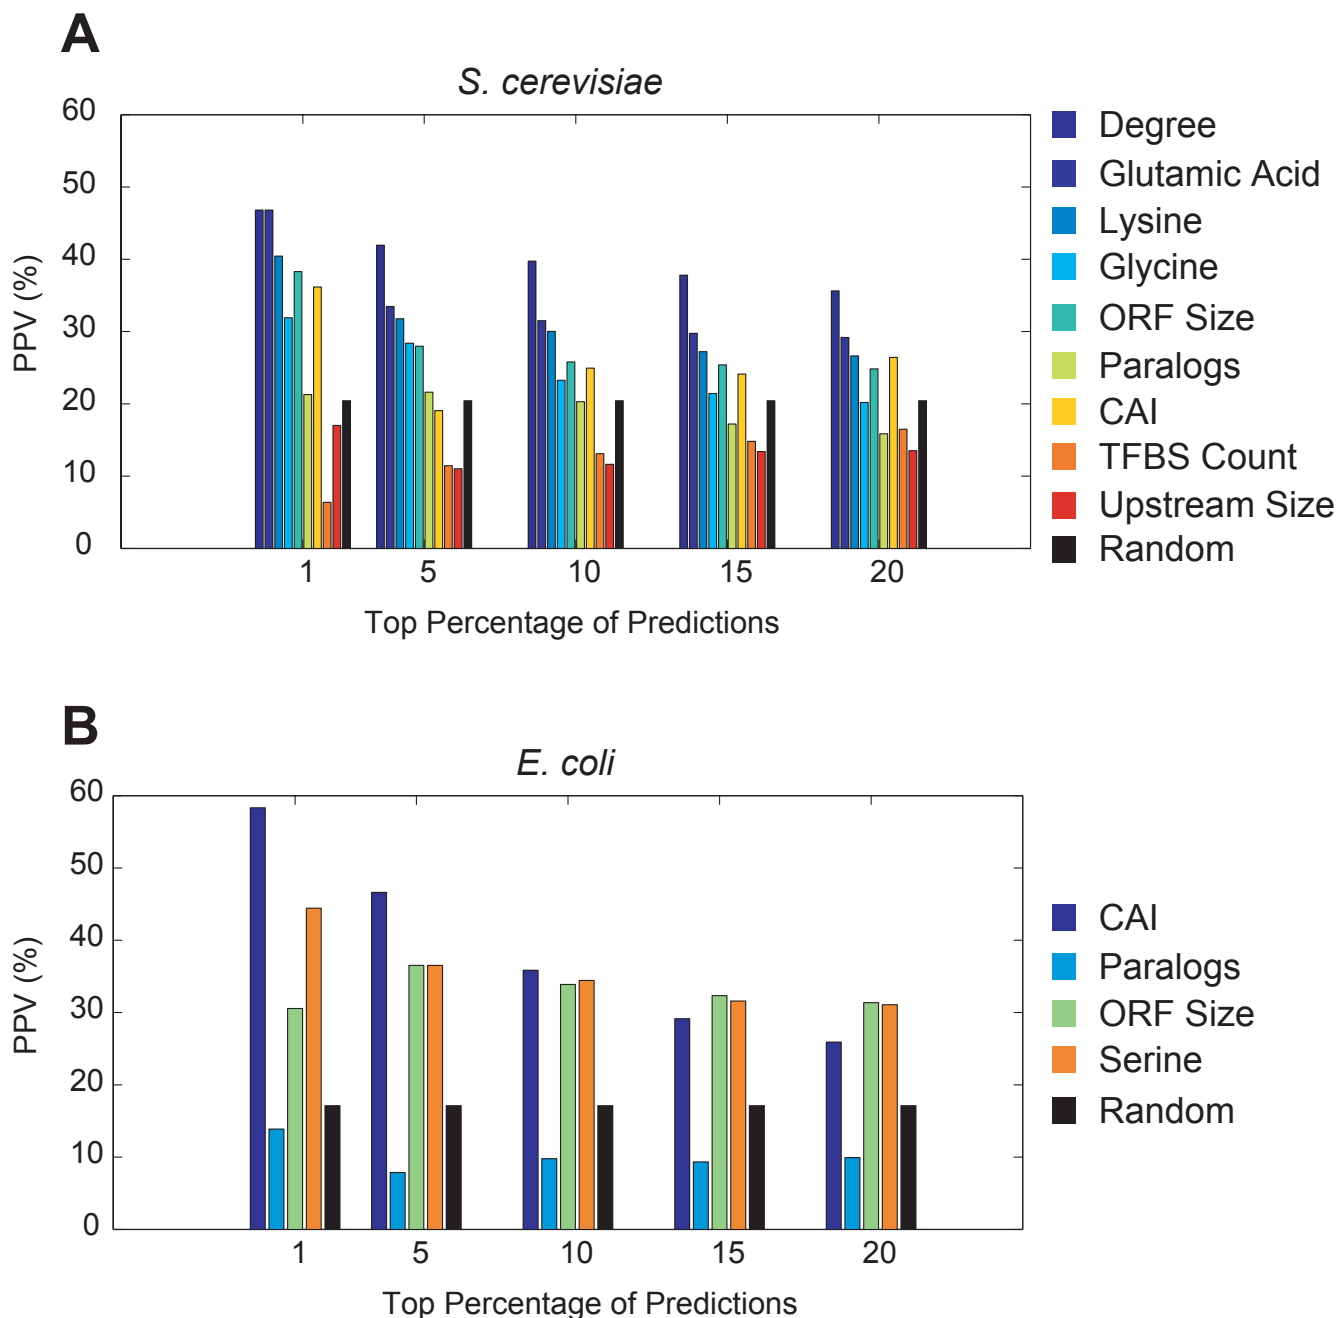 A
S. cerevisiae
60
50
40
30
20
10
0
PPV (%)
1 5 10 15 20
Top Percentage of Predictions
Degree
Glutamic Acid
Lysine
Glycine
ORF Size
Paralogs
CAI
TFBS Count
Upstream Size
Random
B
E. coli
60
50
40
30
20
10
0
PPV (%)
1 5 10 15 20
Top Percentage of Predictions
CAI
Paralogs
ORF Size
Serine
Random